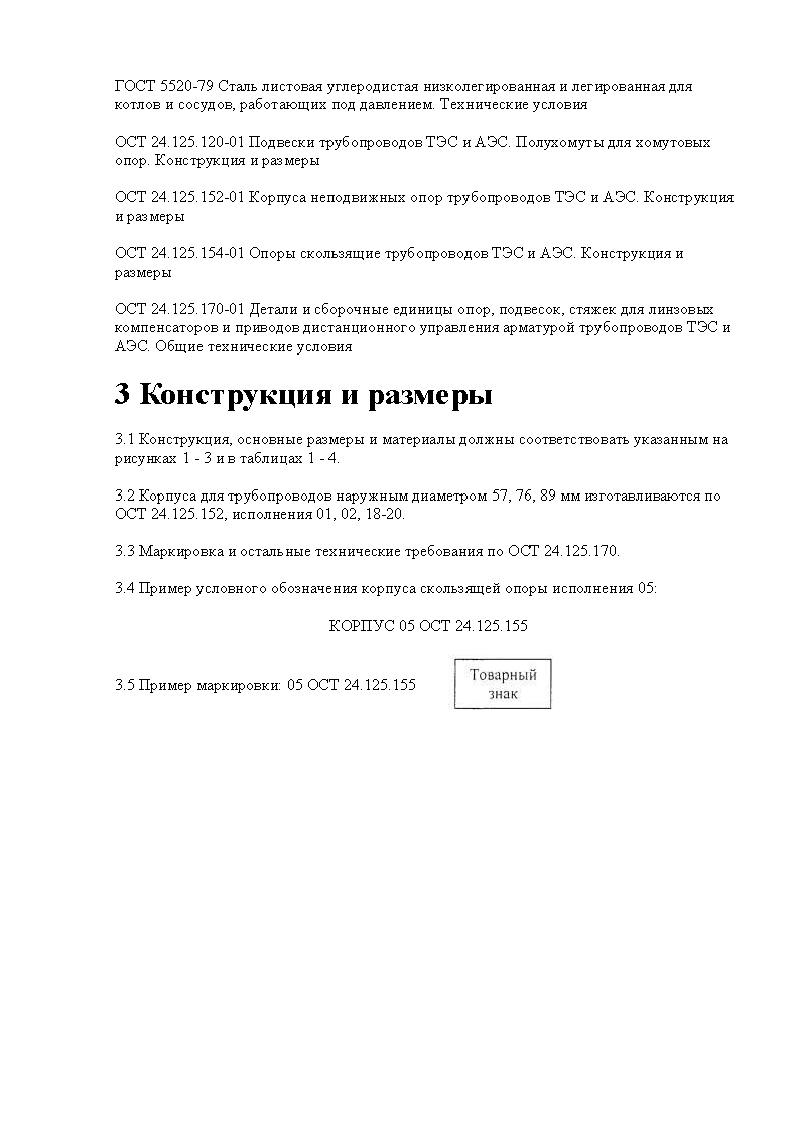 ГОСТ 5520-79 Сталь листовая углеродистая низколегированная и легированная для
котлов и сосудов, работающих под давлением. Технические условия
ОСТ 24.125.120-01 Подвески трубопроводов ТЭС и АЭС. Полухомуты для хомутовых
опор. Конструкция и размеры
ОСТ 24.125.152-01 Корпуса неподвижных опор трубопроводов ТЭС и АЭС. Конструкция
и размеры
ОСТ 24.125.154-01 Опоры скользящие трубопроводов ТЭС и АЭС. Конструкция и
размеры
ОСТ 24.125.170-01 Детали и сборочные единицы опор, подвесок, стяжек для линзовых
компенсаторов и приводов дистанционного управления арматурой трубопроводов ТЭС и
АЭС. Общие технические условия
3 Конструкция и размеры
3.1 Конструкция, основные размеры и материалы должны соответствовать указанным на
рисунках 1 - 3 и в таблицах 1 - 4.
3.2 Корпуса для трубопроводов наружным диаметром 57, 76, 89 мм изготавливаются по
ОСТ 24.125.152, исполнения 01, 02, 18-20.
3.3 Маркировка и остальные технические требования по ОСТ 24.125.170.
3.4 Пример условного обозначения корпуса скользящей опоры исполнения 05:
КОРПУС 05 ОСТ 24.125.155
3.5 Пример маркировки: 05 ОСТ 24.125.155
Товарный
знак